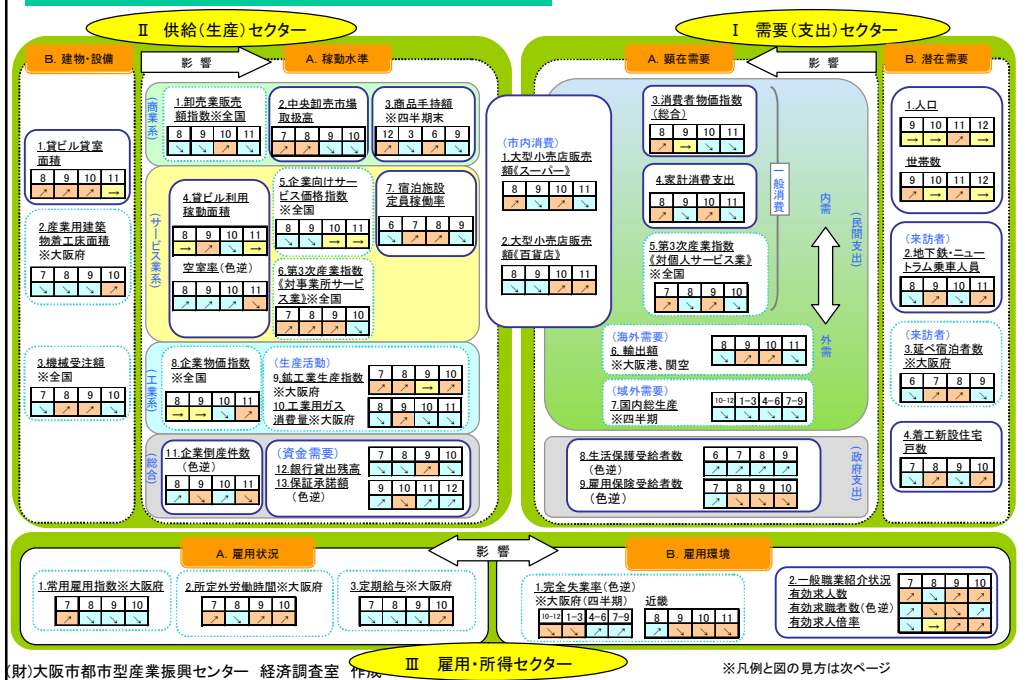 Ⅱ 供給(生産)セクター
Ⅰ 需要(支出)セクター
B. 建物・設備
影 響
A. 稼動水準
A. 顕在需要
影 響
B. 潜在需要
1.貸ビル貸室
面積
8 9 10 11
↗ ↗ ↗ →
2.産業用建築
物着工床面積
※大阪府
7 8 9 10
↘ ↘ ↘ ↘
3.機械受注額
※全国
7 8 9 10
↘ ↗ ↗ ↘
(商業系)
1.卸売業販売
額指数※全国
8 9 10 11
↘ ↘ ↗ ↘
2.中央卸売市場
取扱高
7 8 9 10
↗ ↗ ↘ ↘
3.商品手持額
※四半期末
12 3 6 9
↗ ↘ ↗ ↘
(サービス業系)
4.貸ビル利用
稼動面積
8 9 10 11
→ ↗ ↘ →
空室率(色逆)
8 9 10 11
↗ ↗ ↗ ↘
5.企業向けサー
ビス価格指数
※全国
8 9 10 11
↘ ↘ → →
6.第3次産業指数
《対事業所サービ
ス業》※全国
7 8 9 10
↗ ↗ ↗ ↘
7. 宿泊施設
定員稼働率
6 7 8 9
↘ ↗ ↗ ↘
(工業系)
8.企業物価指数
※全国
8 9 10 11
→ → ↘ ↗
(生産活動)
9.鉱工業生産指数
※大阪府
7 8 9 10
↗ ↗ → ↗
10.工業用ガス
消費量※大阪府
8 9 10 11
↘ ↗ ↘ ↘
(総合)
11.企業倒産件数
(色逆)
8 9 10 11
↗ ↘ ↗ ↘
(資金需要)
12.銀行貸出残高
7 8 9 10
↘ ↘ ↗ ↘
13.保証承諾額
(色逆)
9 10 11 12
↗ ↘ ↗ ↗
(市内消費)
1.大型小売店販売
額《スーパー》
8 9 10 11
↘ ↗ ↘ ↘
2.大型小売店販売
額《百貨店》
8 9 10 11
↘ ↘ ↗ ↗
3.消費者物価指数
(総合)
8 9 10 11
↗ → ↘ ↘
4.家計消費支出
8 9 10 11
↗ ↘ ↗ ↘
5.第3次産業指数
《対個人サービス業》
※全国
7 8 9 10
↗ ↘ ↗ ↘
一般消費
内需
外需
(民間支出)
(海外需要)
6. 輸出額
※大阪港、関空
8 9 10 11
↘ ↗ ↗ ↘
(域外需要)
7.国内総生産
※四半期
10-12 1-3 4-6 7-9
↘ ↘ ↘ ↘
8.生活保護受給者数
(色逆)
6 7 8 9
↗ ↗ ↗ ↗
9.雇用保険受給者数
(色逆)
7 8 9 10
↗ ↘ ↘ ↘
(政府支出)
1.人口
9 10 11 12
→ → ↗ →
世帯数
9 10 11 12
↗ → ↗ →
(来訪者)
2.地下鉄・ニュー
トラム乗車人員
8 9 10 11
↘ ↗ ↗ ↘
(来訪者)
3.延べ宿泊者数
※大阪府
6 7 8 9
↗ ↗ ↗ ↘
4.着工新設住宅
戸数
7 8 9 10
↗ ↘ ↗ ↘
A. 雇用状況
影 響
B. 雇用環境
1.常用雇用指数※大阪府
7 8 9 10
↗ ↘ ↘ ↘
2.所定外労働時間※大阪府
7 8 9 10
↗ ↘ ↗ ↗
3.定期給与※大阪府
7 8 9 10
↘ ↘ ↗ ↘
1.完全失業率(色逆)
※大阪府(四半期)
10-12 1-3 4-6 7-9
↘ ↘ ↗ ↗
近畿
8 9 10 11
↗ ↘ ↘ ↘
2.一般職業紹介状況
有効求人数
有効求職者数(色逆)
有効求人倍率
7 8 9 10
↗ ↘ ↗ ↗
↗ ↘ ↘ ↗
↘ → ↗ ↗
Ⅲ 雇用・所得セクター
(財)大阪市都市型産業振興センター 経済調査室 作成
※凡例と図の見方は次ページ